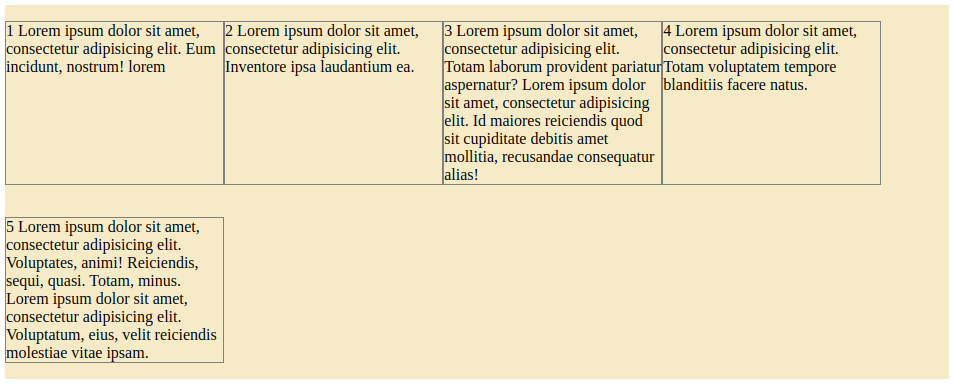 1 Lorem ipsum dolor sit amet,
consectetur adipisicing elit. Eum
incidunt, nostrum! lorem
2 Lorem ipsum dolor sit amet,
consectetur adipisicing elit.
Inventore ipsa laudantium ea.
3 Lorem ipsum dolor sit amet,
consectetur adipisicing elit.
Totam laborum provident pariatur
aspernatur? Lorem ipsum dolor
sit amet, consectetur adipisicing
elit. Id maiores reiciendis quod
sit cupiditate debitis amet
mollitia, recusandae consequatur
alias!
4 Lorem ipsum dolor sit amet,
consectetur adipisicing elit.
Totam voluptatem tempore
blanditiis facere natus.
5 Lorem ipsum dolor sit amet,
consectetur adipisicing elit.
Voluptates, animi! Reiciendis,
sequi, quasi. Totam, minus.
Lorem ipsum dolor sit amet,
consectetur adipisicing elit.
Voluptatum, eius, velit reiciendis
molestiae vitae ipsam.